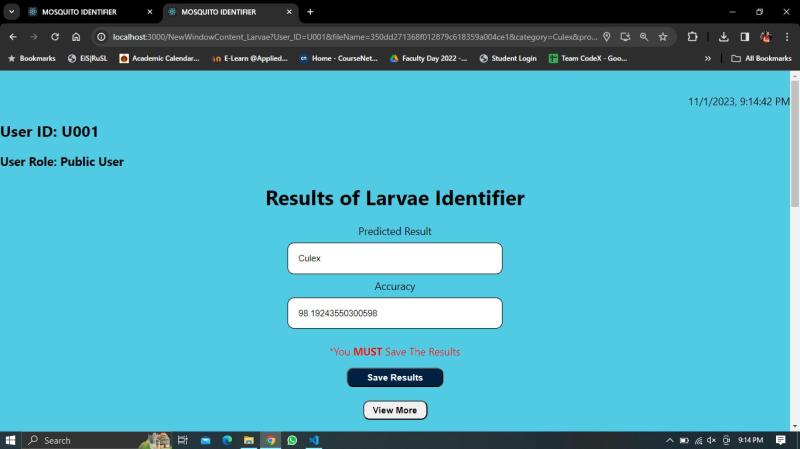 MOSQUITO IDENTIFIER
MOSQUITO IDENTIFIER
localhost:3000/NewWindowContent_Larvae?User_ID=U001&fileName=350dd271368f012879c618359a004ce1&category=Culex&pro...
Bookmarks
EiS|RuSL
Academic Calendar...
E-Learn @Applied...
Home - CourseNet...
Faculty Day 2022 -...
Student Login
Team CodeX - Goo...
»
All Bookmarks
11/1/2023, 9:14:42 PM
User ID: U001
User Role: Public User
Results of Larvae Identifier
Predicted Result
Culex
Accuracy
98.19243550300598
*You MUST Save The Results
Save Results
View More
Search
9:14 PM